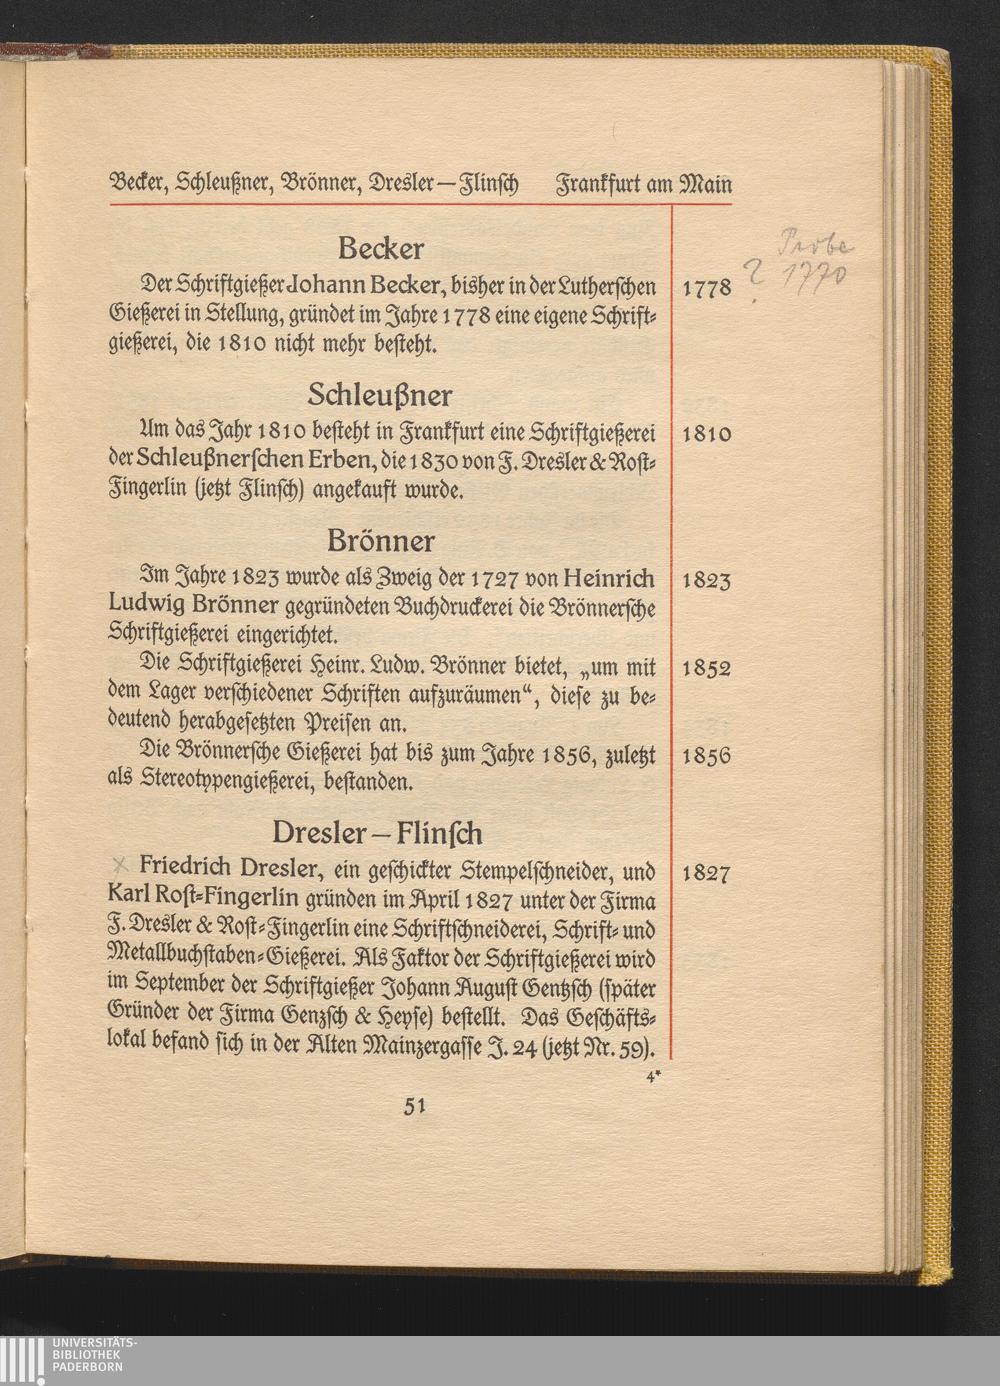 Becker, Schleußner, Brönner, Dresler—Flinsch Frankfurt am Main
Becker
Der Schriftgießer Johann Becker, bisher in der Lutherschen 1778
Probe
? 1770
Gießerei in Stellung, gründet im Jahre 1778 eine eigene Schrift=
gießerei, die 1810 nicht mehr besteht.
Schleußner
Um das Jahr 1810 besteht in Frankfurt eine Schriftgießerei 1810
der Schleußnerschen Erben, die 1830 von F. Dresler & Rost=
Fingerlin (jetzt Flinsch) angekauft wurde.
Brönner
Im Jahre 1823 wurde als Zweig der 1727 von Heinrich 1823
Ludwig Brönner gegründeten Buchdruckerei die Brönnersche
Schriftgießerei eingerichtet.
Die Schriftgießerei Heinr. Ludw. Brönner bietet, „um mit 1852
dem Lager verschiedener Schriften aufzuräumen“, diese zu be=
deutend herabgesetzten Preisen an.
Die Brönnersche Gießerei hat bis zum Jahre 1856, zuletzt 1856
als Stereotypengießerei, bestanden.
Dresler — Flinsch
x Friedrich Dresler, ein geschickter Stempelschneider, und 1827
Karl Rost=Fingerlin gründen im April 1827 unter der Firma
F. Dresler & Rost=Fingerlin eine Schriftschneiderei, Schrift= und
Metallbuchstaben=Gießerei. Als Faktor der Schriftgießerei wird
im September der Schriftgießer Johann August Gentzsch (später
Gründer der Firma Genzsch & Heyse) bestellt. Das Geschäfts=
lokal befand sich in der Alten Mainzergasse J. 24 (jetzt Nr. 59).
4*
51
UNIVERSITÄTS-
BIBLIOTHEK
PADERBORN